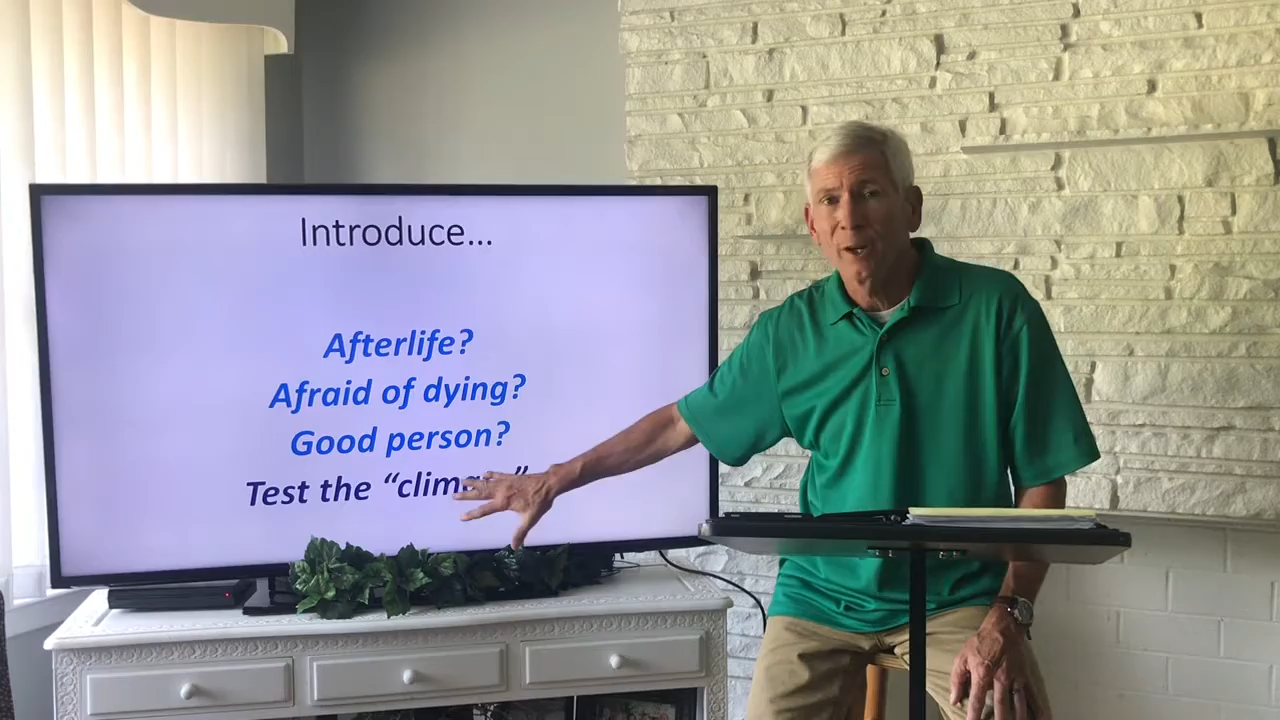 Introduce...
Afterlife?
Afraid of dying?
Good person?
Test the “